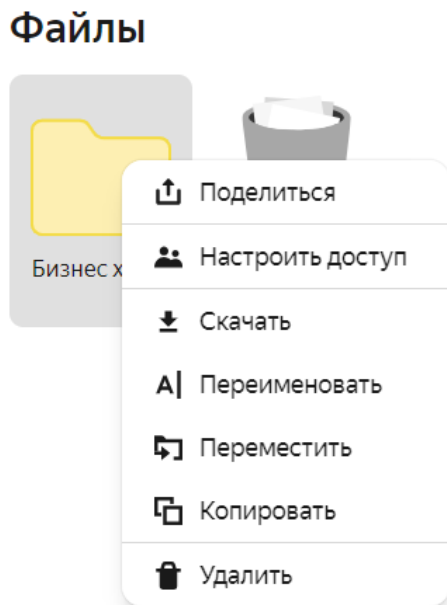 Файлы
Бизнес
Поделиться
Настроить доступ
Скачать
Переименовать
Переместить
Копировать
Удалить